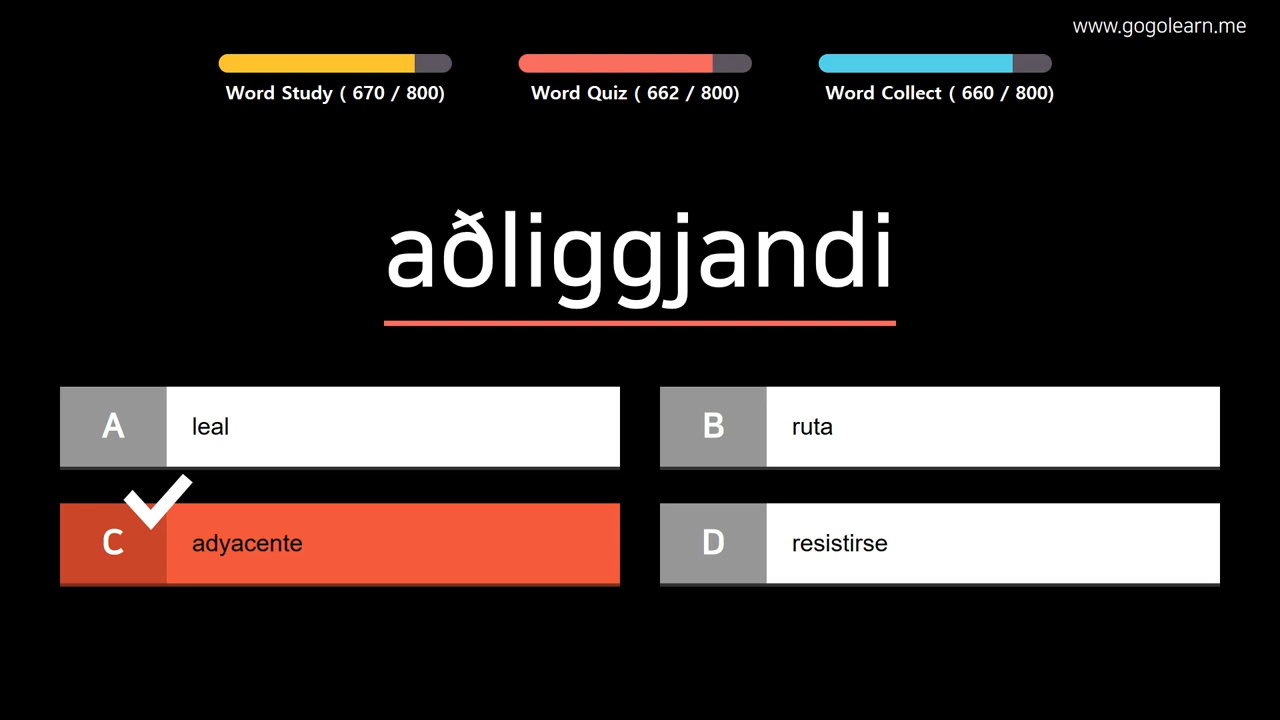 www.gogolearn.me
Word Study ( 670 / 800)
Word Quiz ( 662 / 800)
Word Collect ( 660 / 800)
aðliggjandi
A leal
B ruta
C adyacente
D resistirse